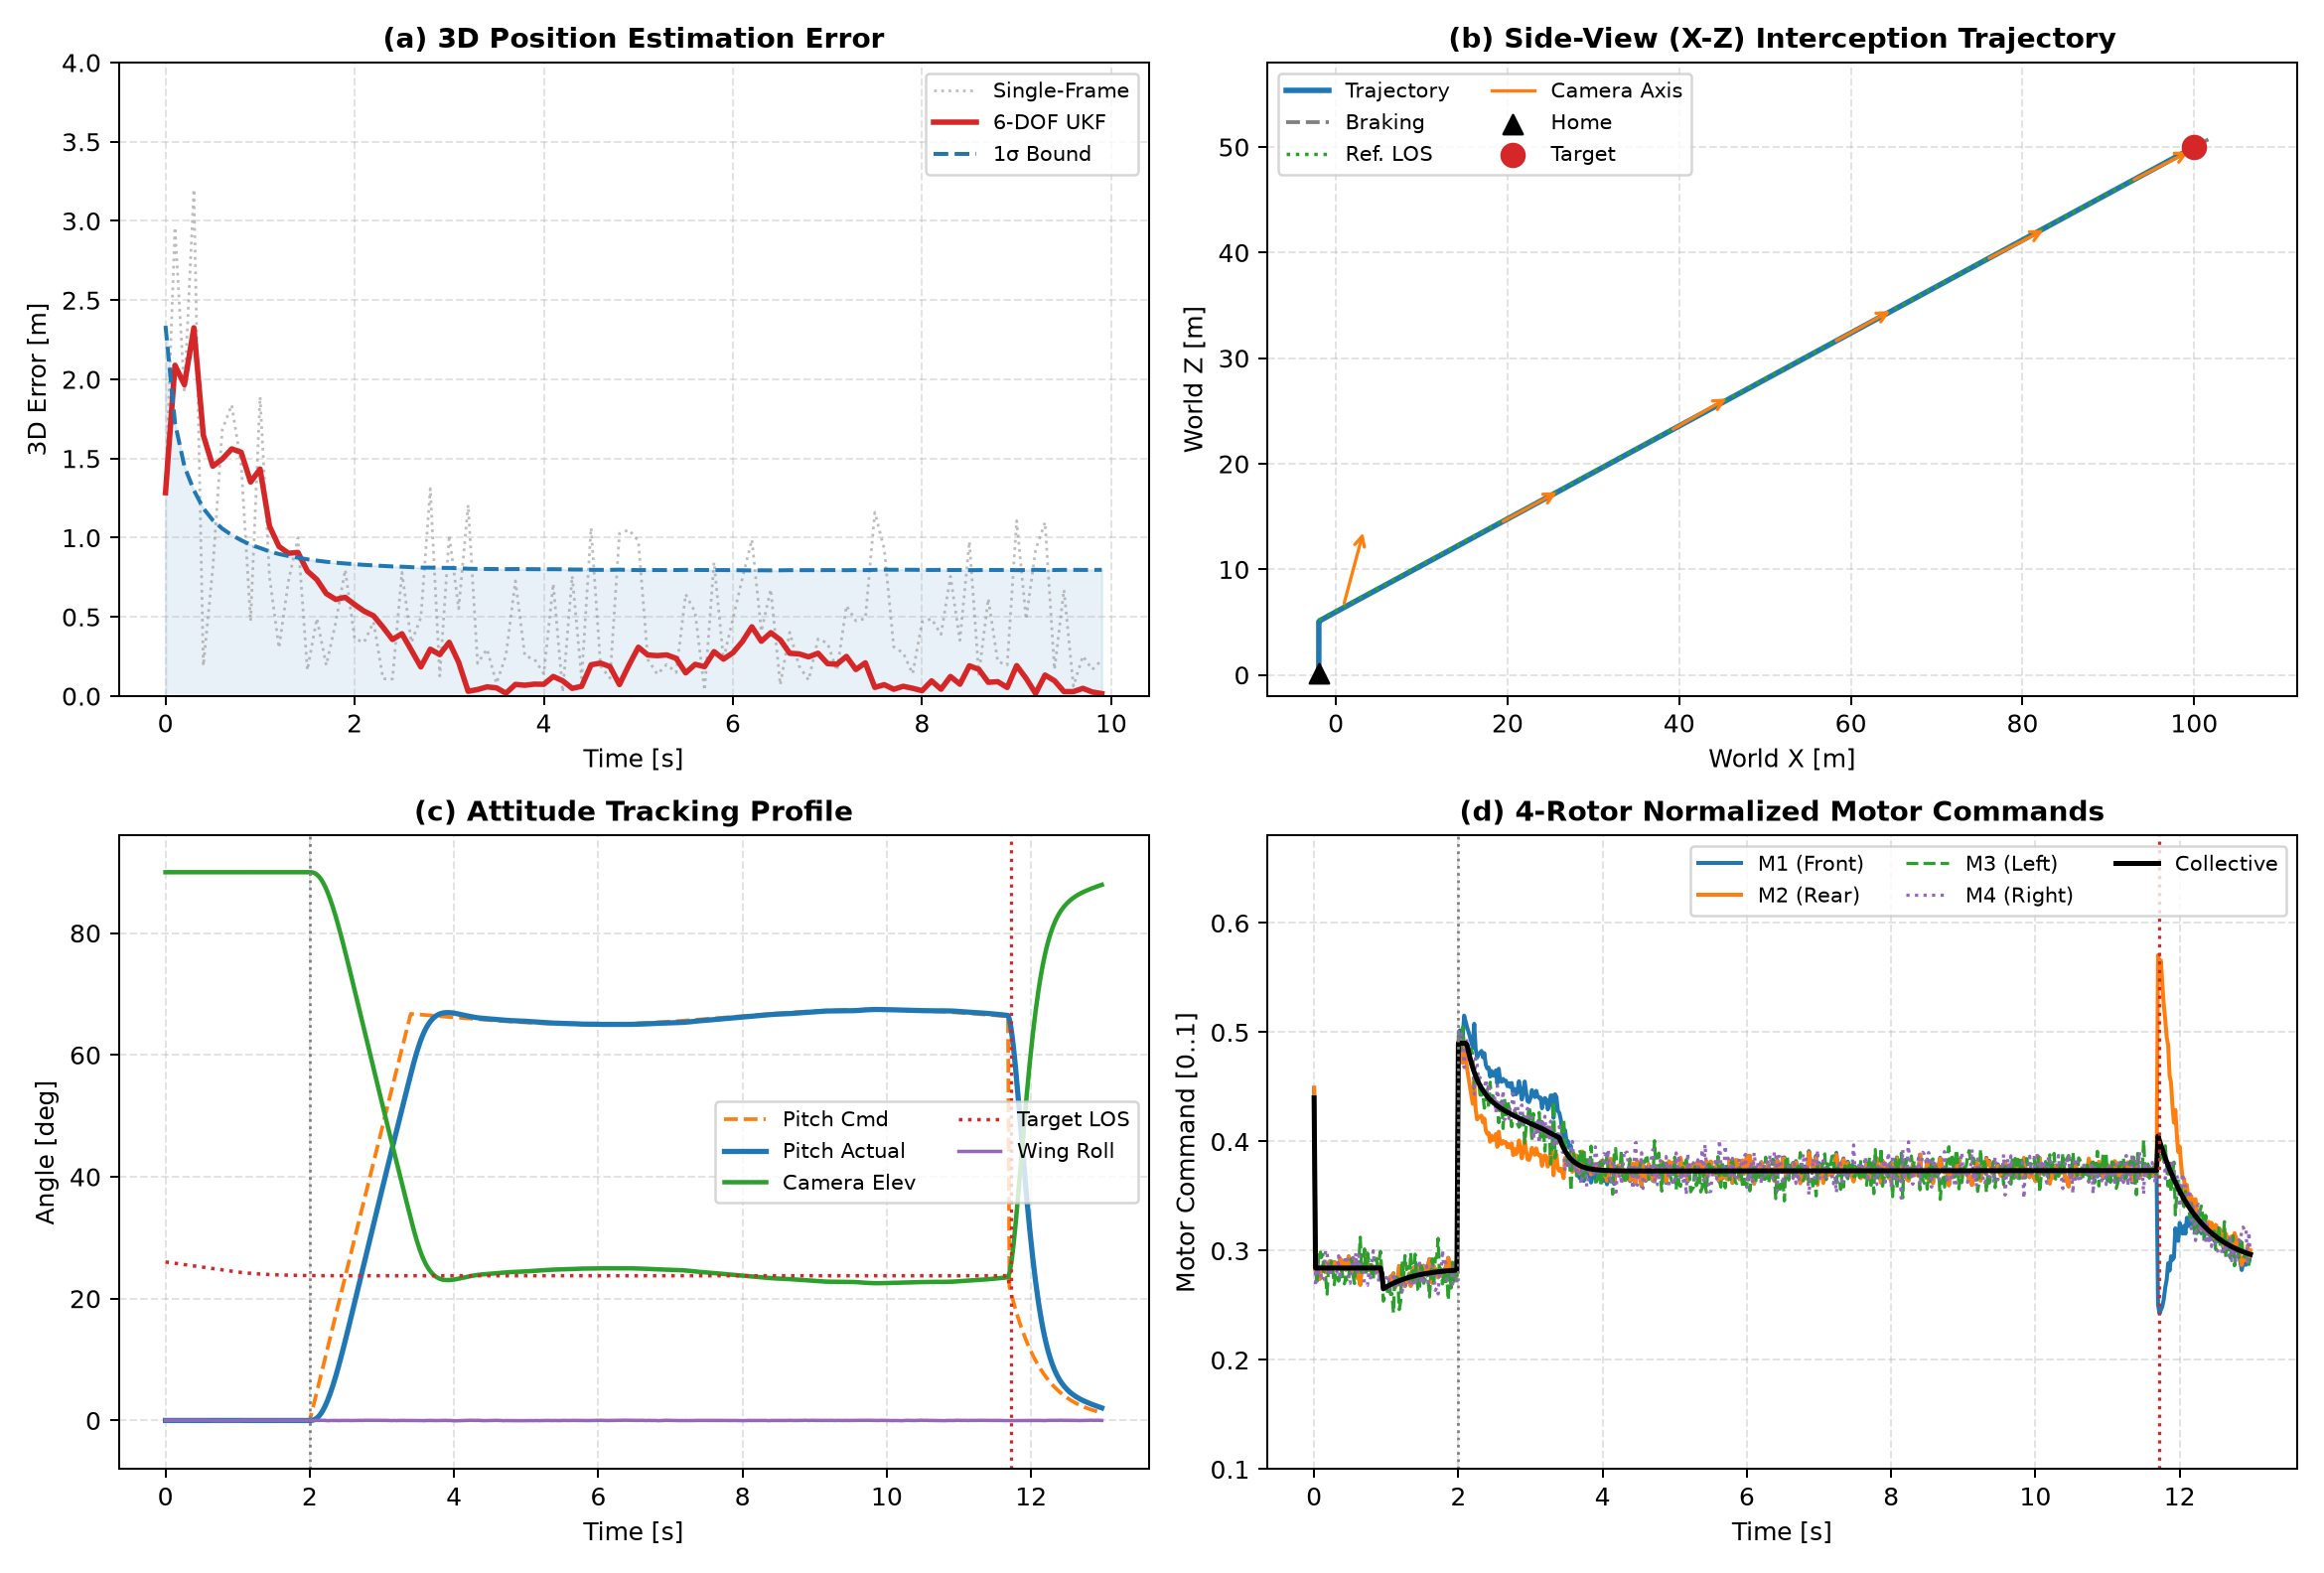 (a) 3D Position Estimation Error
4.0
3.5
3.0
2.5
2.0
1.5
1.0
0.5
0.0
3D Error [m]
Single-Frame
6-DOF UKF
1σ Bound
0 2 4 6 8 10
Time [s]
(b) Side-View (X-Z) Interception Trajectory
50
40
30
20
10
0
World Z [m]
Trajectory
Braking
Ref. LOS
Camera Axis
Home
Target
0 20 40 60 80 100
World X [m]
(c) Attitude Tracking Profile
80
60
40
20
0
Angle [deg]
Pitch Cmd
Pitch Actual
Camera Elev
Target LOS
Wing Roll
0 2 4 6 8 10 12
Time [s]
(d) 4-Rotor Normalized Motor Commands
0.6
0.5
0.4
0.3
0.2
0.1
Motor Command [0..1]
M1 (Front)
M2 (Rear)
M3 (Left)
M4 (Right)
Collective
0 2 4 6 8 10 12
Time [s]